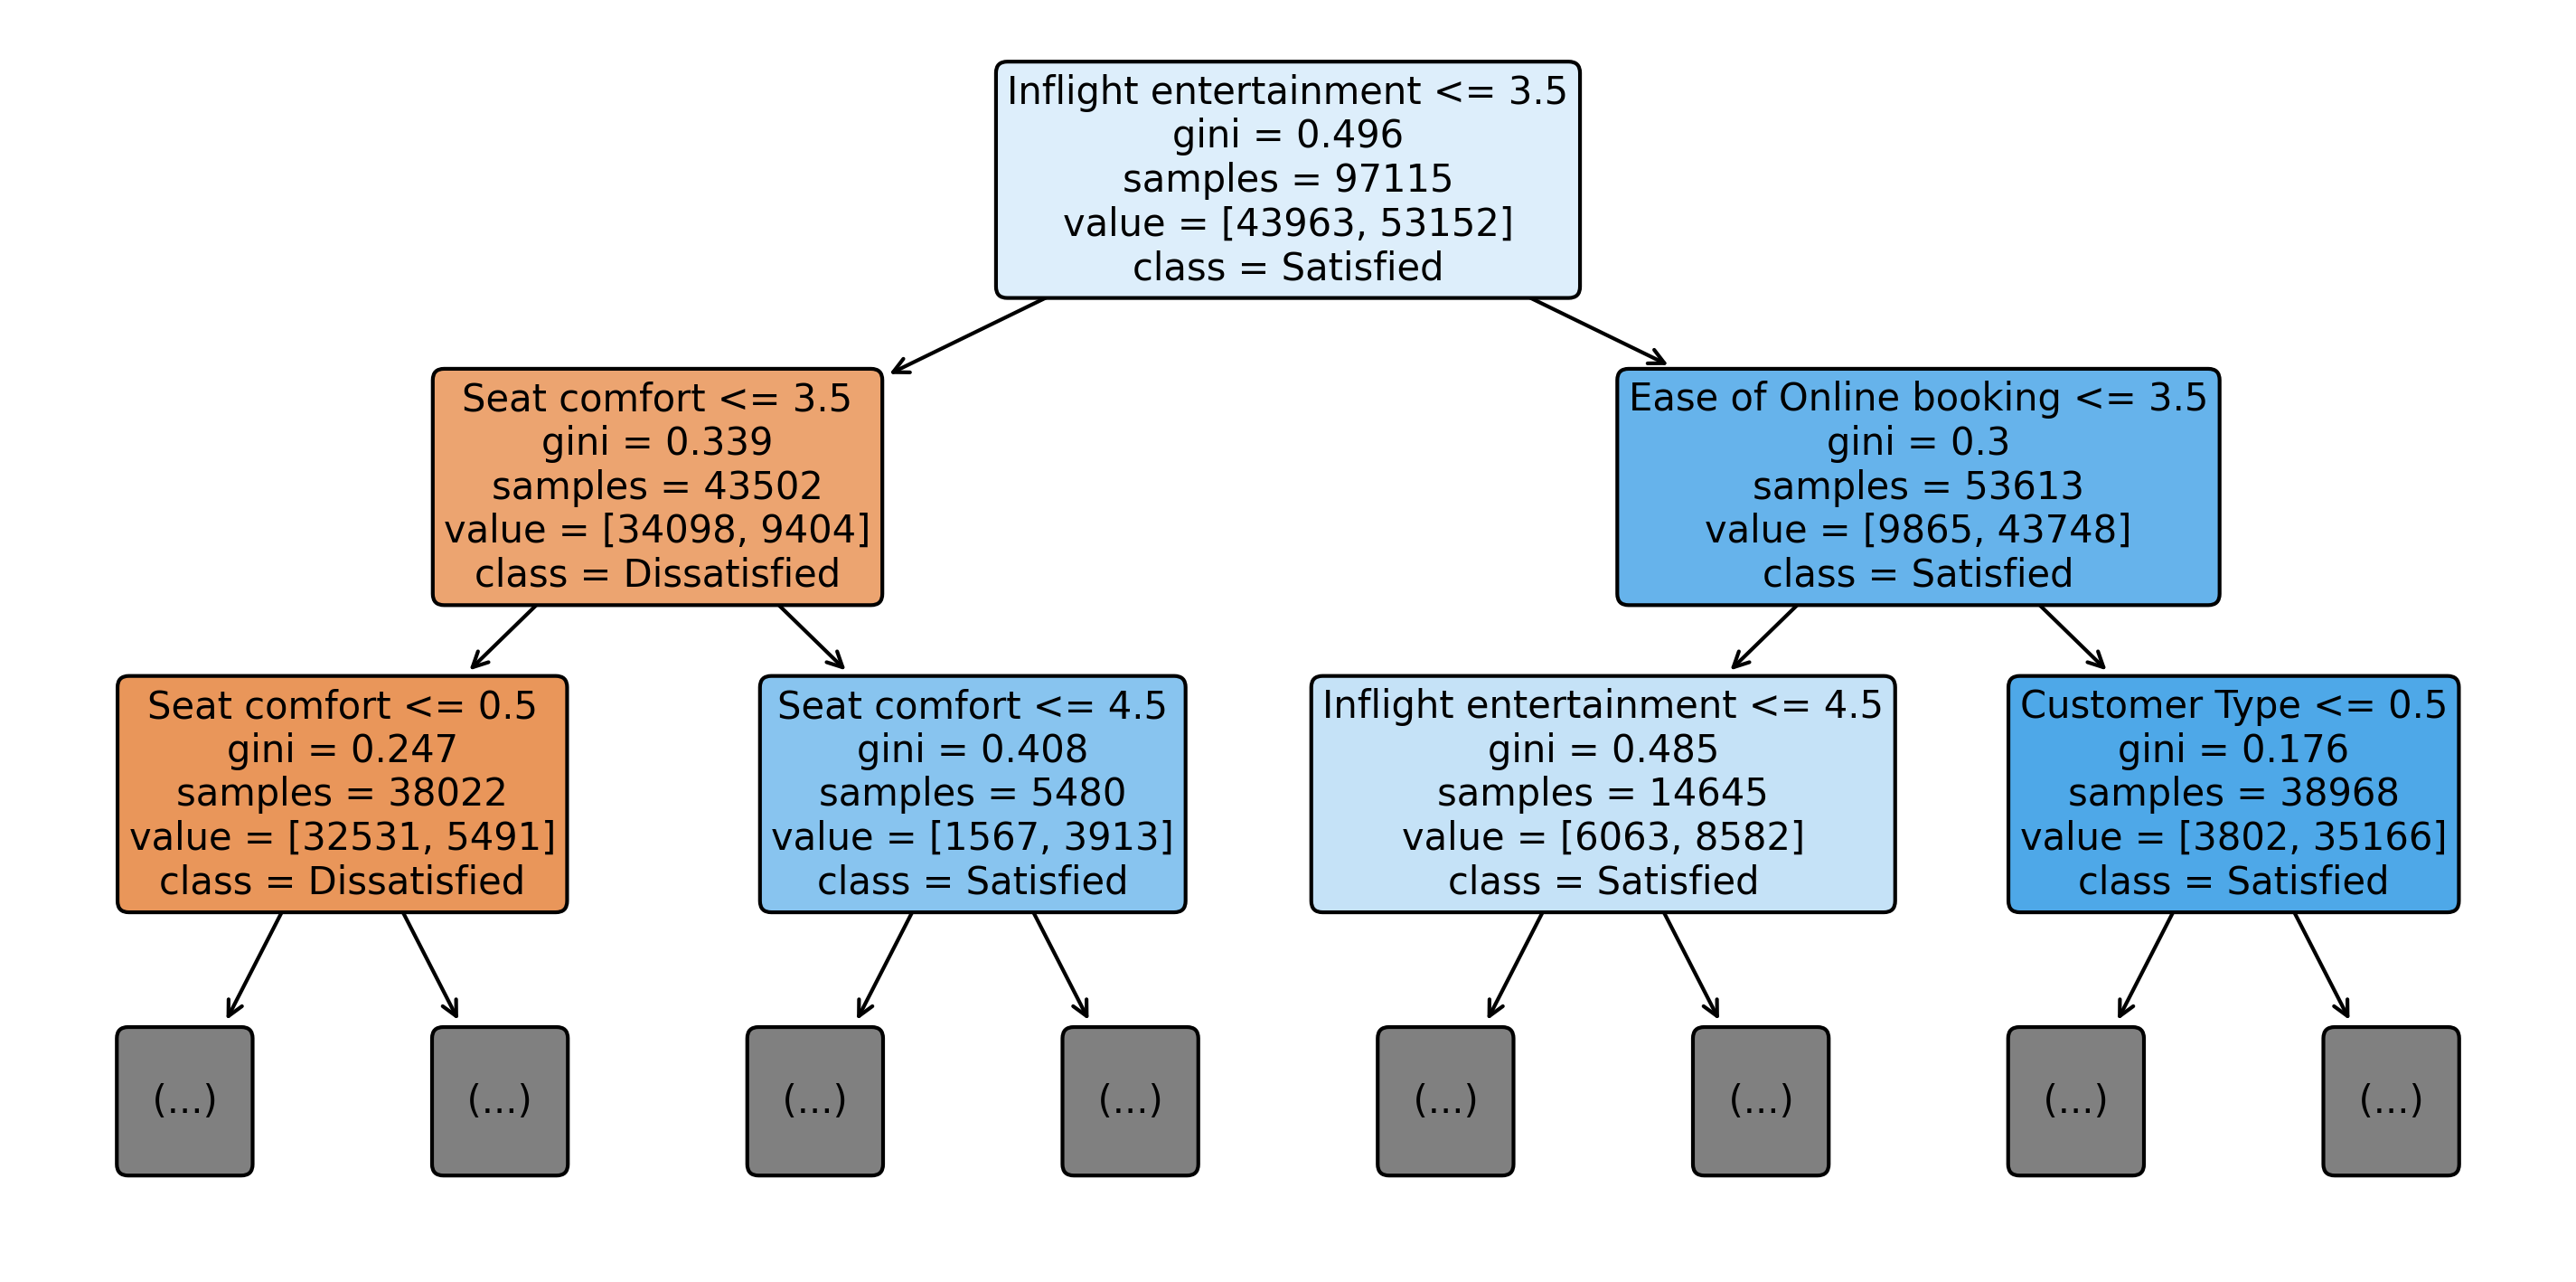 Inflight entertainment <= 3.5
gini = 0.496
samples = 97115
value = [43963, 53152]
class = Satisfied
Seat comfort <= 3.5
gini = 0.339
samples = 43502
value = [34098, 9404]
class = Dissatisfied
Ease of Online booking <= 3.5
gini = 0.3
samples = 53613
value = [9865, 43748]
class = Satisfied
Seat comfort <= 0.5
gini = 0.247
samples = 38022
value = [32531, 5491]
class = Dissatisfied
Seat comfort <= 4.5
gini = 0.408
samples = 5480
value = [1567, 3913]
class = Satisfied
Inflight entertainment <= 4.5
gini = 0.485
samples = 14645
value = [6063, 8582]
class = Satisfied
Customer Type <= 0.5
gini = 0.176
samples = 38968
value = [3802, 35166]
class = Satisfied
(...)
(...)
(...)
(...)
(...)
(...)
(...)
(...)